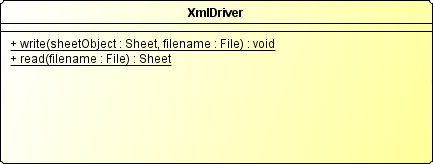 XmlDriver
+ write(sheetObject : Sheet, filename : File) : void
+ read(filename : File) : Sheet